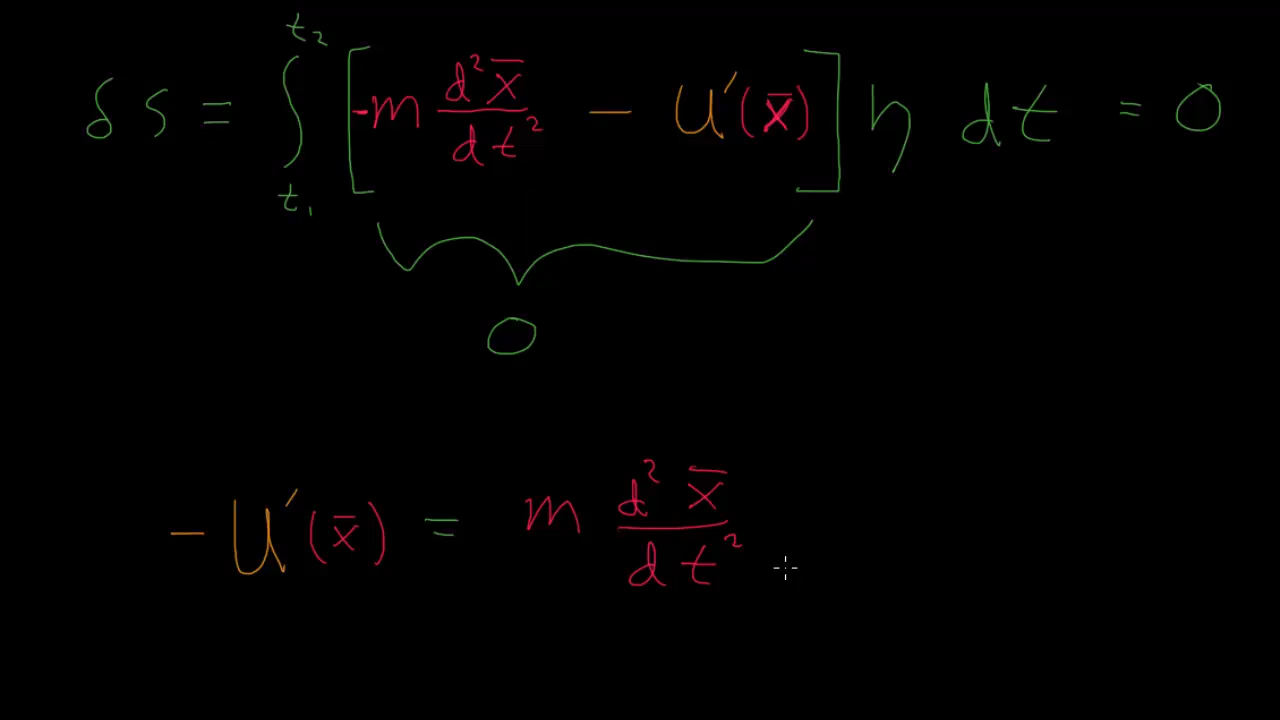 δs = ∫_{t₁}^{t₂} [-m d²x̄/dt² - U′(x̄)] η dt = 0
0
-U′(x̄) = m d²x̄/dt²